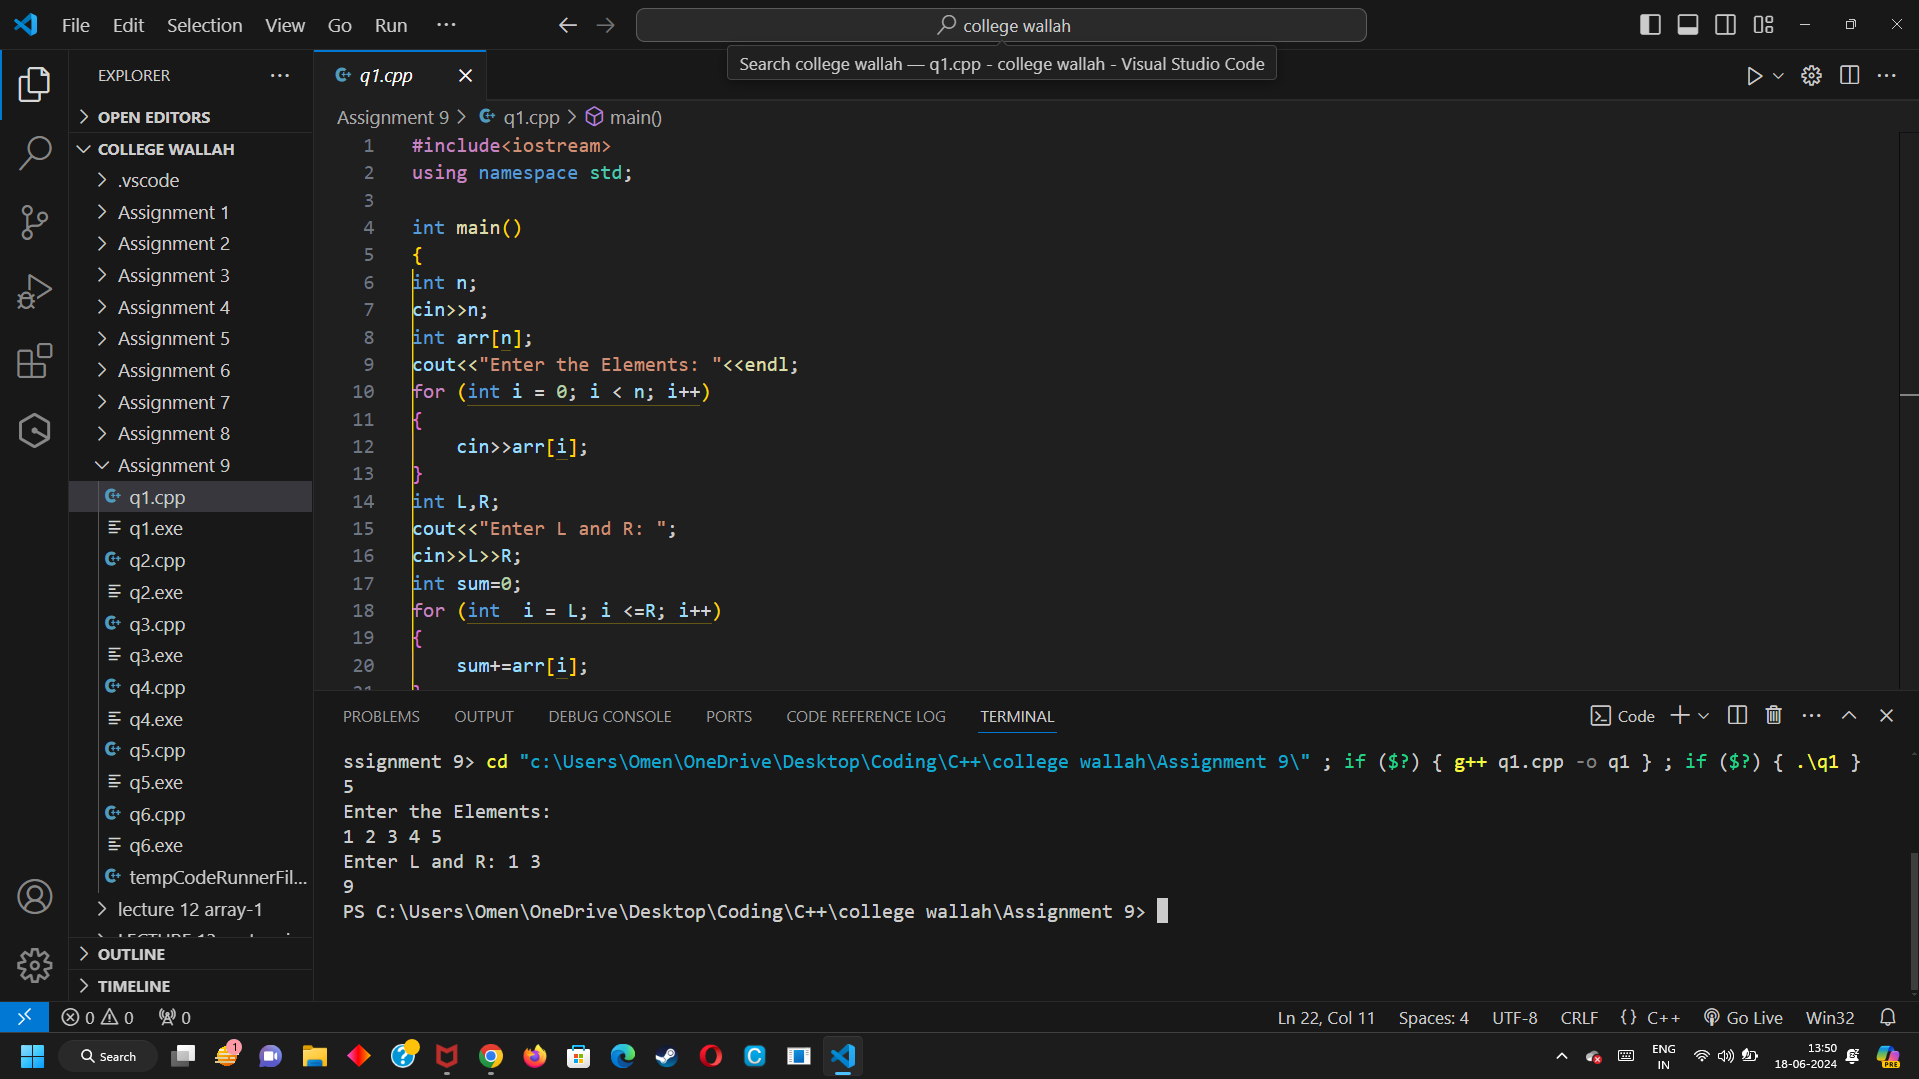 File Edit Selection View Go Run ···
college wallah
Search college wallah — q1.cpp - college wallah - Visual Studio Code
EXPLORER
OPEN EDITORS
COLLEGE WALLAH
.vscode
Assignment 1
Assignment 2
Assignment 3
Assignment 4
Assignment 5
Assignment 6
Assignment 7
Assignment 8
Assignment 9
q1.cpp
q1.exe
q2.cpp
q2.exe
q3.cpp
q3.exe
q4.cpp
q4.exe
q5.cpp
q5.exe
q6.cpp
q6.exe
tempCodeRunnerFil...
lecture 12 array-1
OUTLINE
TIMELINE
q1.cpp
Assignment 9 > q1.cpp > main()
1 #include<iostream>
2 using namespace std;
3
4 int main()
5 {
6 int n;
7 cin>>n;
8 int arr[n];
9 cout<<"Enter the Elements: "<<endl;
10 for (int i = 0; i < n; i++)
11 {
12     cin>>arr[i];
13 }
14 int L,R;
15 cout<<"Enter L and R: ";
16 cin>>L>>R;
17 int sum=0;
18 for (int  i = L; i <=R; i++)
19 {
20     sum+=arr[i];
PROBLEMS OUTPUT DEBUG CONSOLE PORTS CODE REFERENCE LOG TERMINAL
Code
ssignment 9> cd "c:\Users\Omen\OneDrive\Desktop\Coding\C++\college wallah\Assignment 9\" ; if ($?) { g++ q1.cpp -o q1 } ; if ($?) { .\q1 }
5
Enter the Elements:
1 2 3 4 5
Enter L and R: 1 3
9
PS C:\Users\Omen\OneDrive\Desktop\Coding\C++\college wallah\Assignment 9>
0 0 0
Ln 22, Col 11 Spaces: 4 UTF-8 CRLF {} C++ Go Live Win32
Search
1
ENG
IN
13:50
18-06-2024
PRE